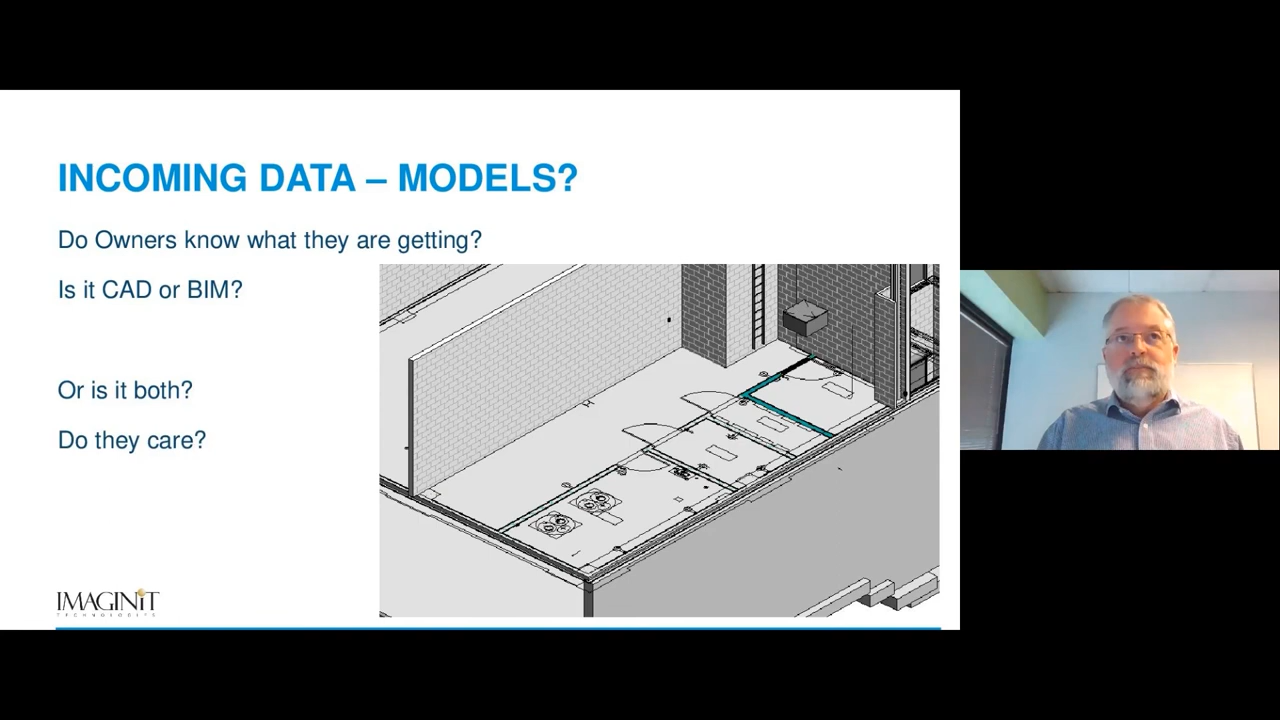 INCOMING DATA – MODELS?
Do Owners know what they are getting?
Is it CAD or BIM?
Or is it both?
Do they care?
IMAGINiT
TECHNOLOGIES